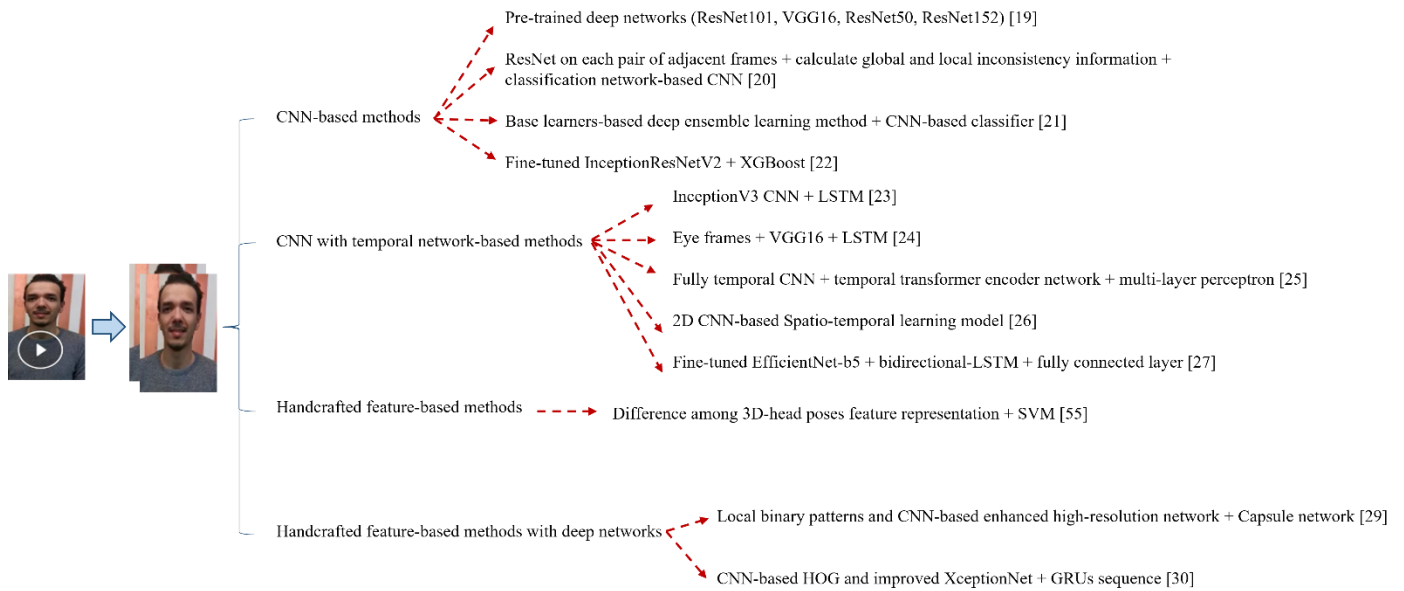 Pre-trained deep networks (ResNet101, VGG16, ResNet50, ResNet152) [19]
ResNet on each pair of adjacent frames + calculate global and local inconsistency information +
classification network-based CNN [20]
CNN-based methods
Base learners-based deep ensemble learning method + CNN-based classifier [21]
Fine-tuned InceptionResNetV2 + XGBoost [22]
InceptionV3 CNN + LSTM [23]
CNN with temporal network-based methods
Eye frames + VGG16 + LSTM [24]
Fully temporal CNN + temporal transformer encoder network + multi-layer perceptron [25]
2D CNN-based Spatio-temporal learning model [26]
Fine-tuned EfficientNet-b5 + bidirectional-LSTM + fully connected layer [27]
Handcrafted feature-based methods
Difference among 3D-head poses feature representation + SVM [55]
Handcrafted feature-based methods with deep networks
Local binary patterns and CNN-based enhanced high-resolution network + Capsule network [29]
CNN-based HOG and improved XceptionNet + GRUs sequence [30]